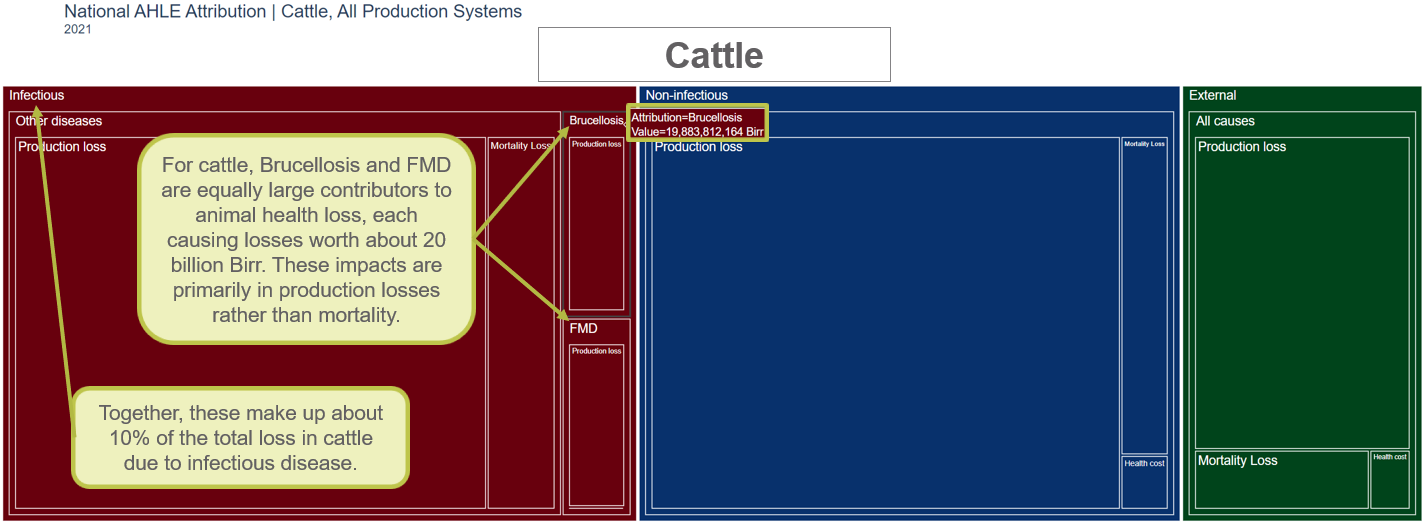 National AHLE Attribution | Cattle, All Production Systems
2021
Cattle
Infectious
Other diseases
Production loss
Mortality Loss
Brucellosis
Production loss
FMD
Production loss
For cattle, Brucellosis and FMD
are equally large contributors to
animal health loss, each
causing losses worth about 20
billion Birr. These impacts are
primarily in production losses
rather than mortality.
Together, these make up about
10% of the total loss in cattle
due to infectious disease.
Non-infectious
Attribution=Brucellosis
Value=19,883,812,164 Birr
Production loss
Mortality Loss
Health cost
External
All causes
Production loss
Mortality Loss
Health cost